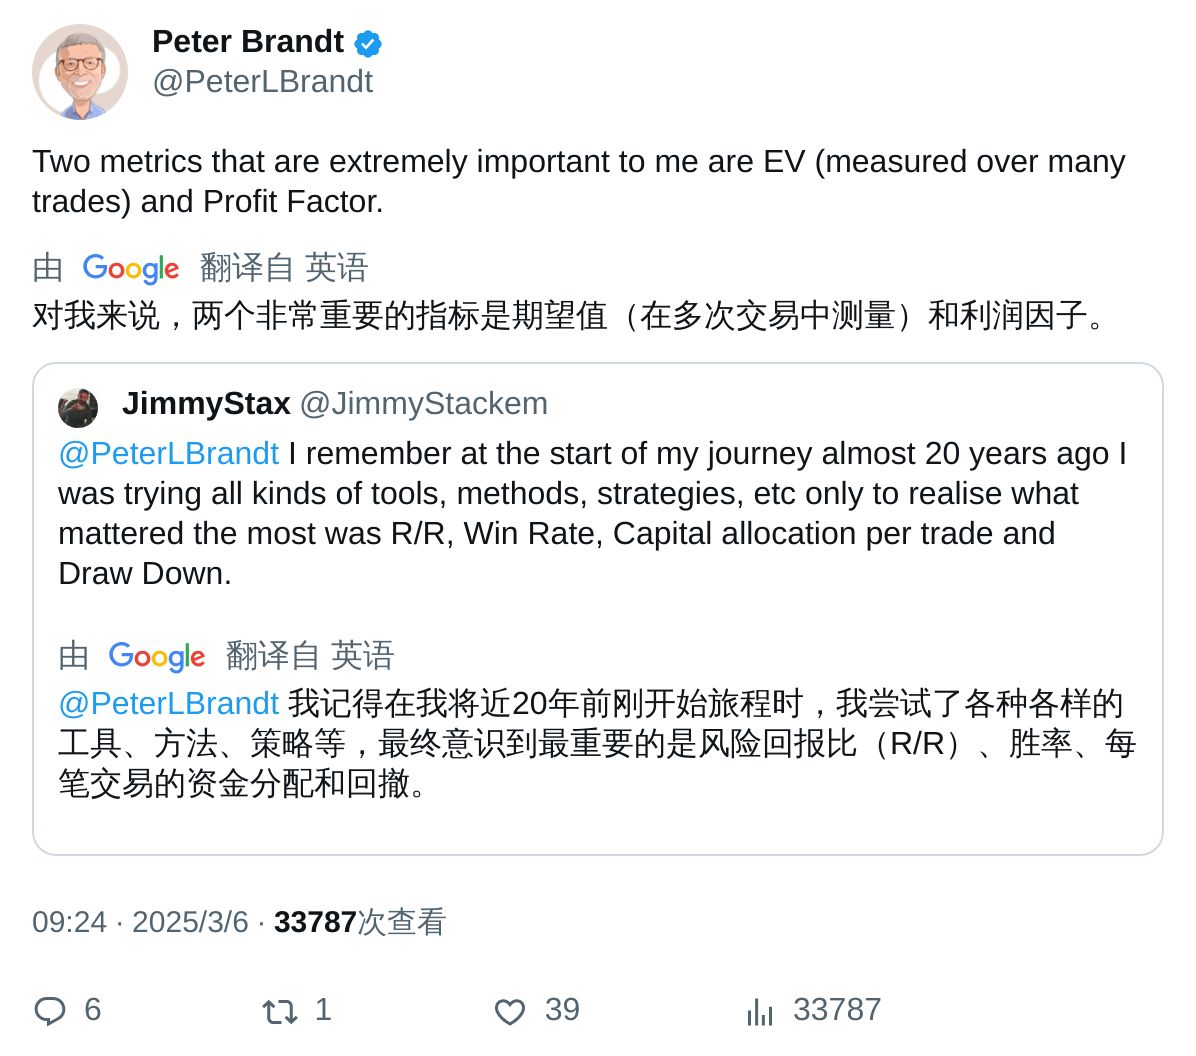 Peter Brandt
@PeterLBrandt
Two metrics that are extremely important to me are EV (measured over many
trades) and Profit Factor.
由 Google 翻译自 英语
对我来说，两个非常重要的指标是期望值（在多次交易中测量）和利润因子。
JimmyStax @JimmyStackem
@PeterLBrandt I remember at the start of my journey almost 20 years ago I
was trying all kinds of tools, methods, strategies, etc only to realise what
mattered the most was R/R, Win Rate, Capital allocation per trade and
Draw Down.
由 Google 翻译自 英语
@PeterLBrandt 我记得在我将近20年前刚开始旅程时，我尝试了各种各样的
工具、方法、策略等，最终意识到最重要的是风险回报比（R/R）、胜率、每
笔交易的资金分配和回撤。
09:24 · 2025/3/6 · 33787次查看
6 1 39 33787